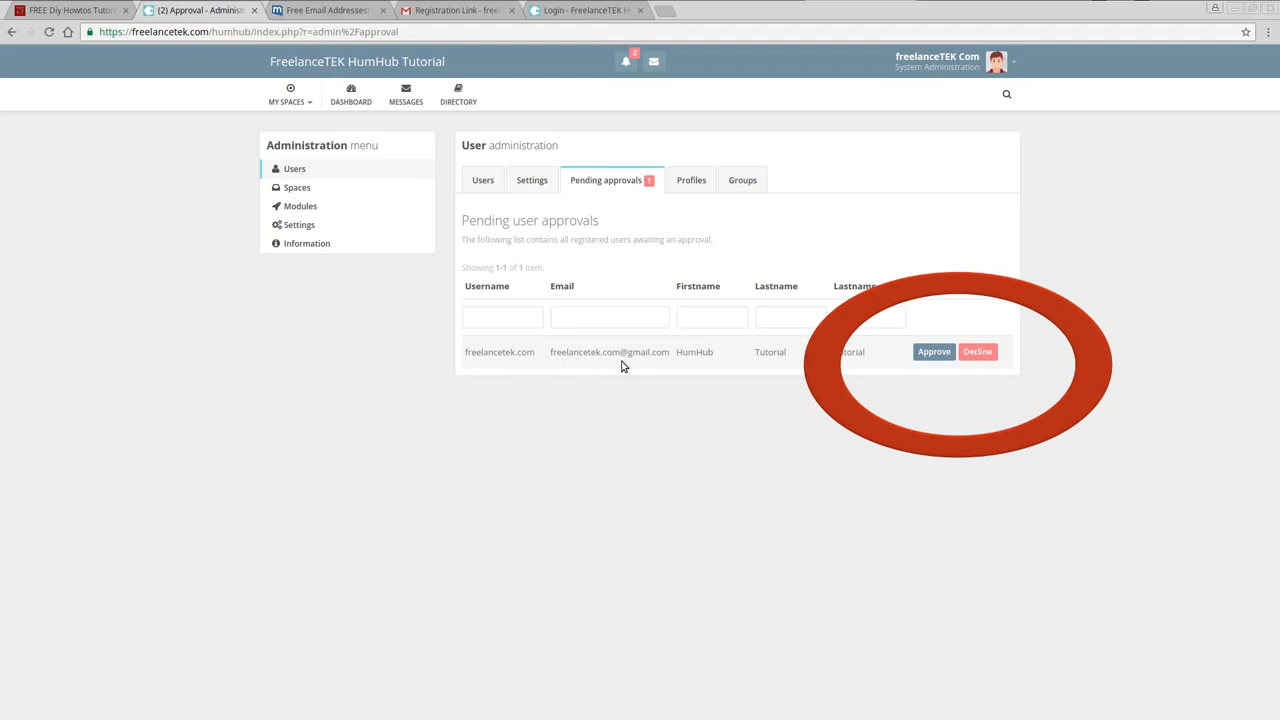 FREE Diy Howtos Tutor
(2) Approval - Administ
Free Email Addresses:
Registration Link - freel
Login - FreelanceTEK H
https://freelancetek.com/humhub/index.php?r=admin%2Fapproval
FreelanceTEK HumHub Tutorial
2
freelanceTEK Com
System Administration
MY SPACES
DASHBOARD
MESSAGES
DIRECTORY
Administration menu
Users
Spaces
Modules
Settings
Information
User administration
Users
Settings
Pending approvals 1
Profiles
Groups
Pending user approvals
The following list contains all registered users awaiting an approval.
Showing 1-1 of 1 item.
Username Email Firstname Lastname Lastname
freelancetek.com freelancetek.com@gmail.com HumHub Tutorial torial Approve Decline